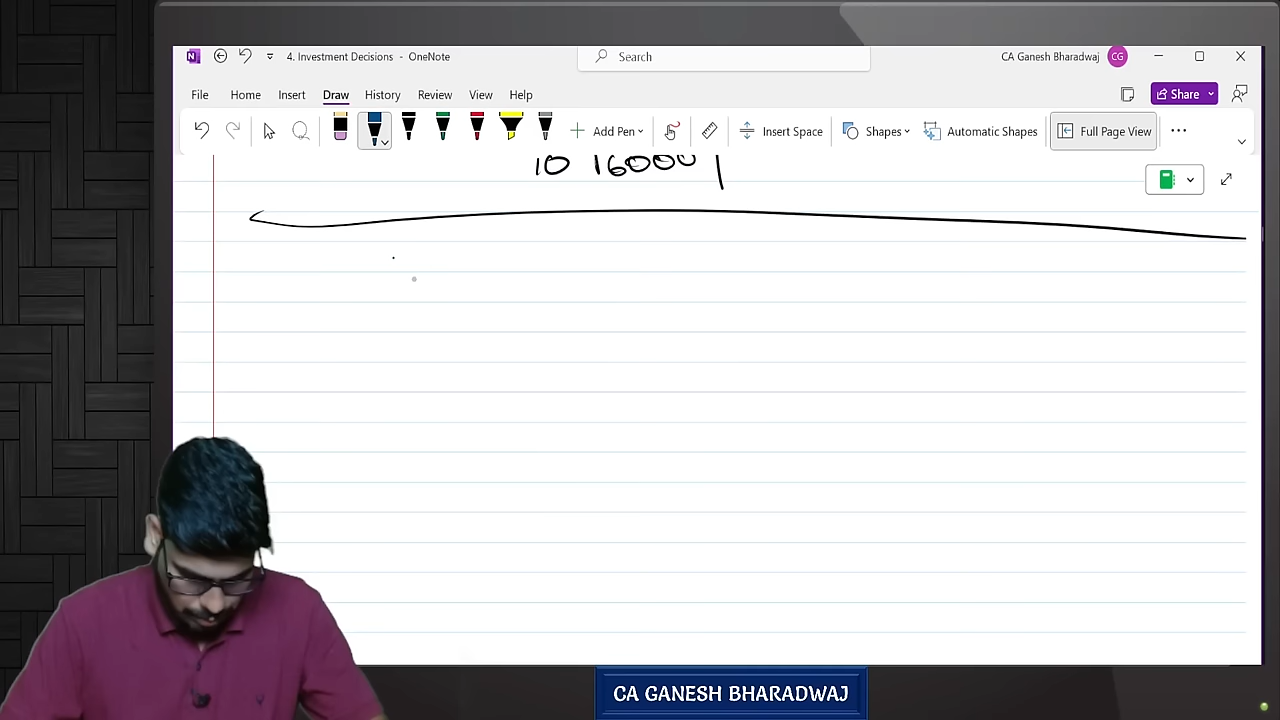 4. Investment Decisions - OneNote
Search
CA Ganesh Bharadwaj
CG
File Home Insert Draw History Review View Help
Share
Add Pen
Insert Space
Shapes
Automatic Shapes
Full Page View
10 16000
CA GANESH BHARADWAJ